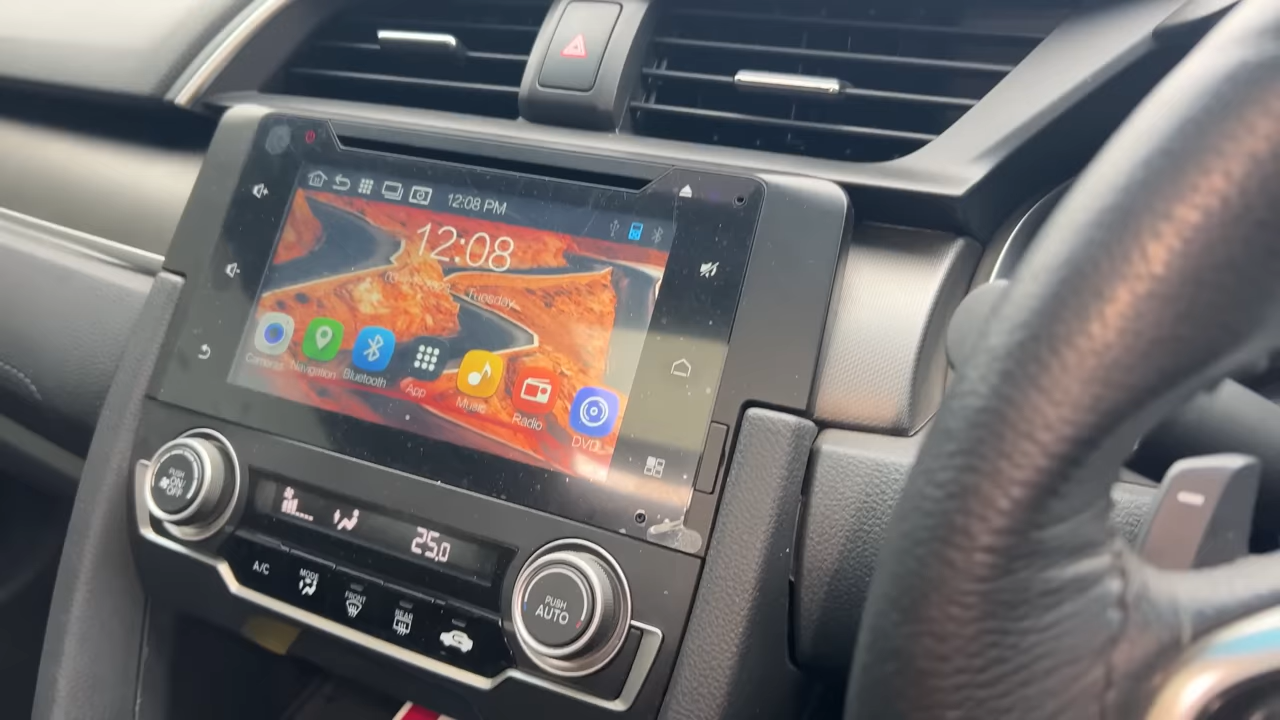 12:08 PM
12:08
Tuesday
Camera
Navigation
Bluetooth
App
Music
Radio
DVD
PUSH
ON/
OFF
25.0
A/C
MODE
FRONT
REAR
PUSH
AUTO